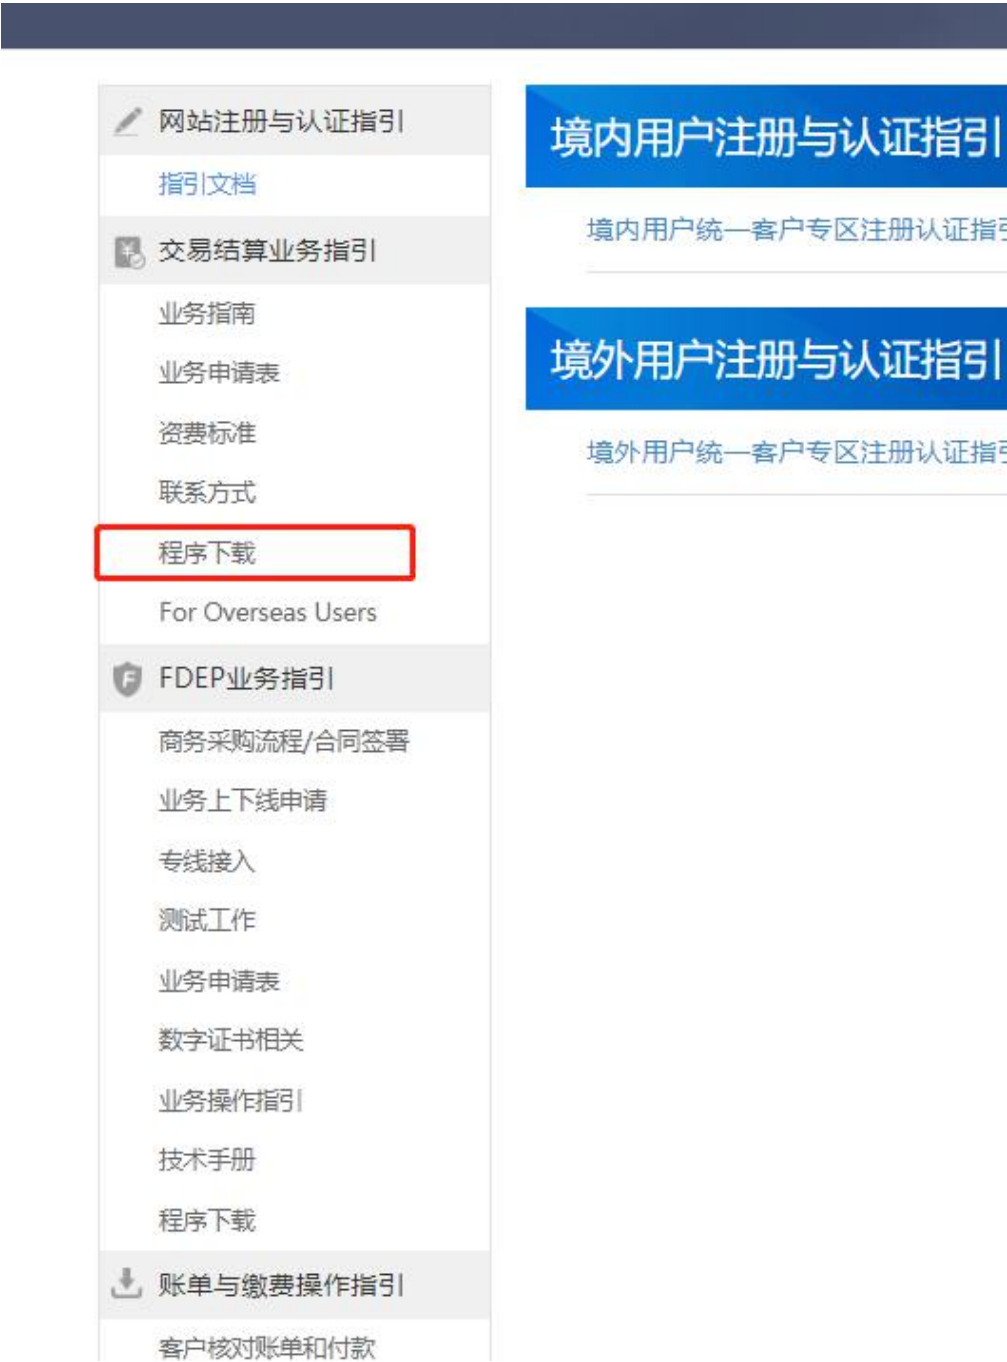 网站注册与认证指引
指引文档
交易结算业务指引
业务指南
业务申请表
资费标准
联系方式
程序下载
For Overseas Users
FDEP业务指引
商务采购流程/合同签署
业务上下线申请
专线接入
测试工作
业务申请表
数字证书相关
业务操作指引
技术手册
程序下载
账单与缴费操作指引
客户核对账单和付款
境内用户注册与认证指引
境内用户统一客户专区注册认证指引
境外用户注册与认证指引
境外用户统一客户专区注册认证指引